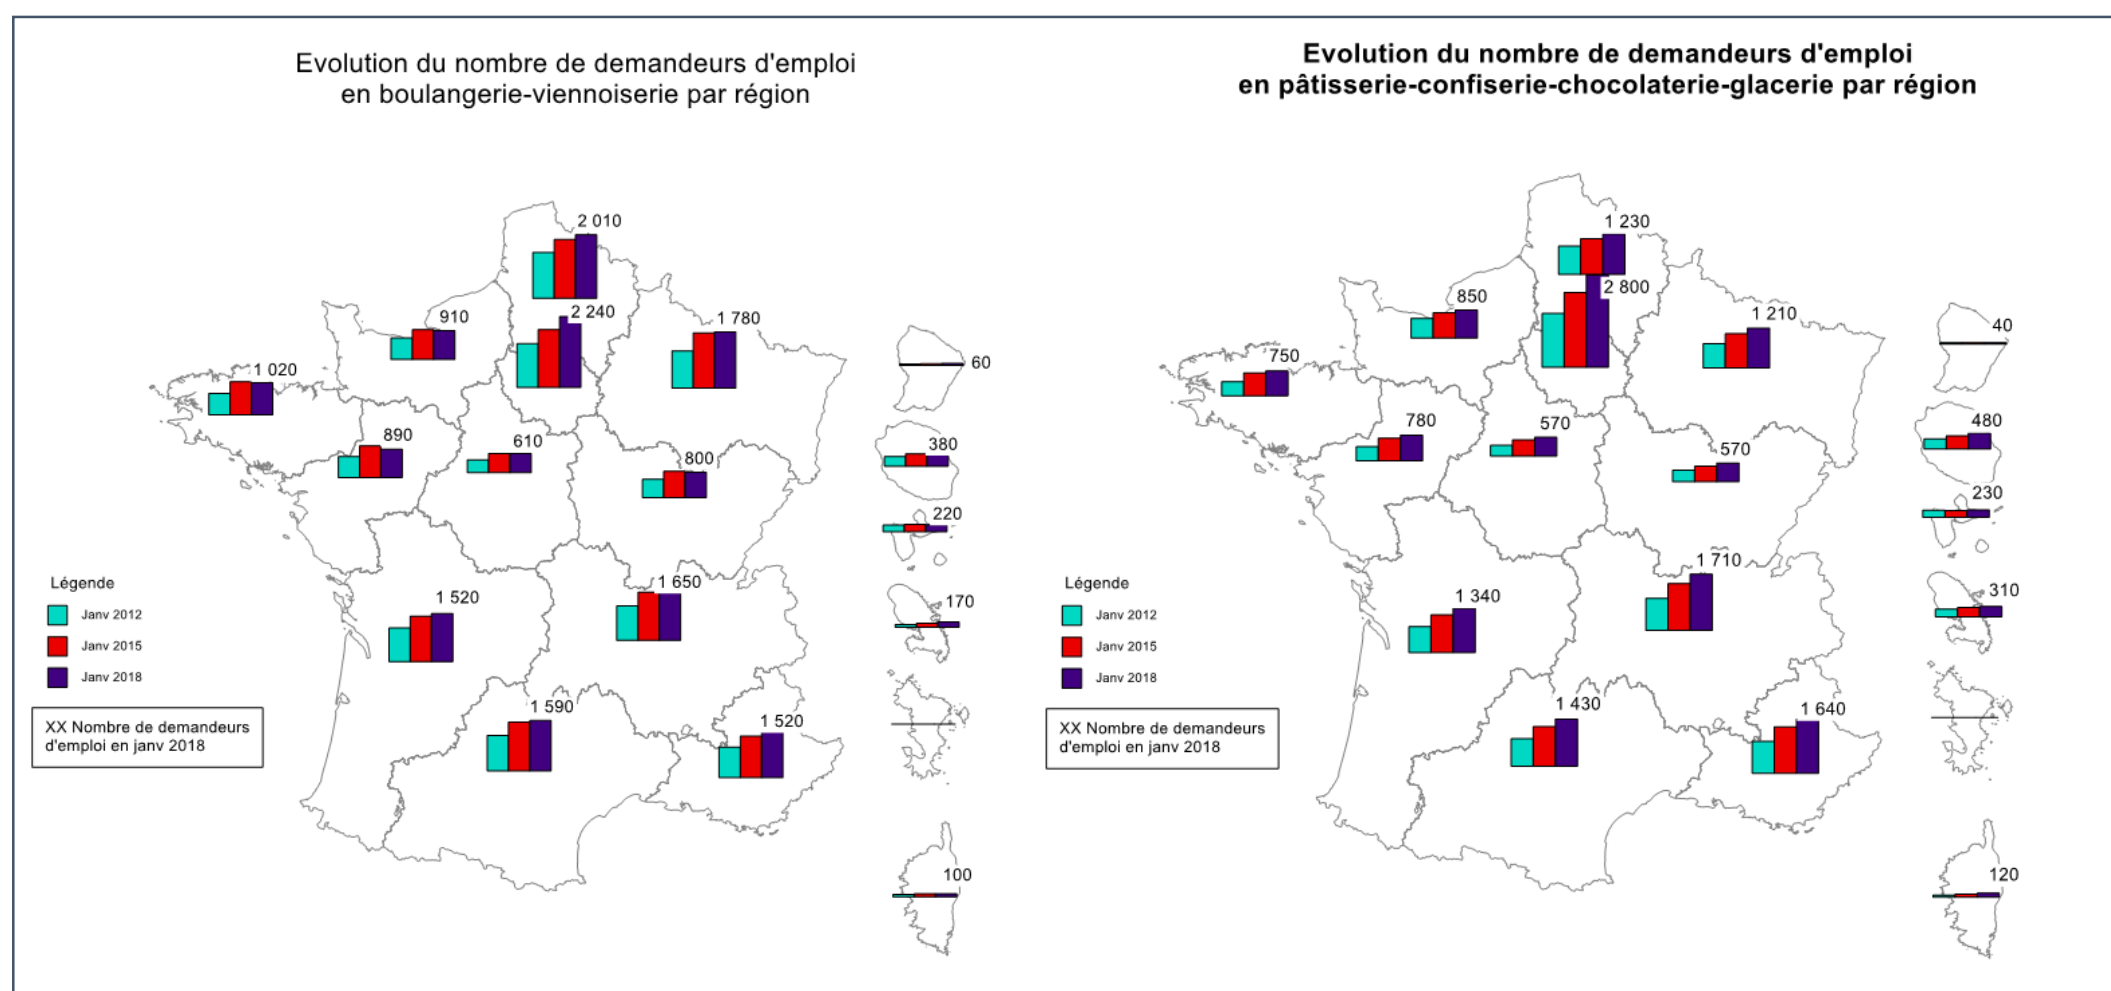 Evolution du nombre de demandeurs d'emploi
en boulangerie-viennoiserie par région
2 010
2 240
910
1 780
1 020
890
610
800
60
380
220
170
1 520
1 650
1 590
1 520
100
Légende
Janv 2012
Janv 2015
Janv 2018
XX Nombre de demandeurs
d'emploi en janv 2018
Evolution du nombre de demandeurs d'emploi
en pâtisserie-confiserie-chocolaterie-glacerie par région
1 230
2 800
850
1 210
750
780
570
570
40
480
230
310
1 340
1 710
1 430
1 640
120
Légende
Janv 2012
Janv 2015
Janv 2018
XX Nombre de demandeurs
d'emploi en janv 2018